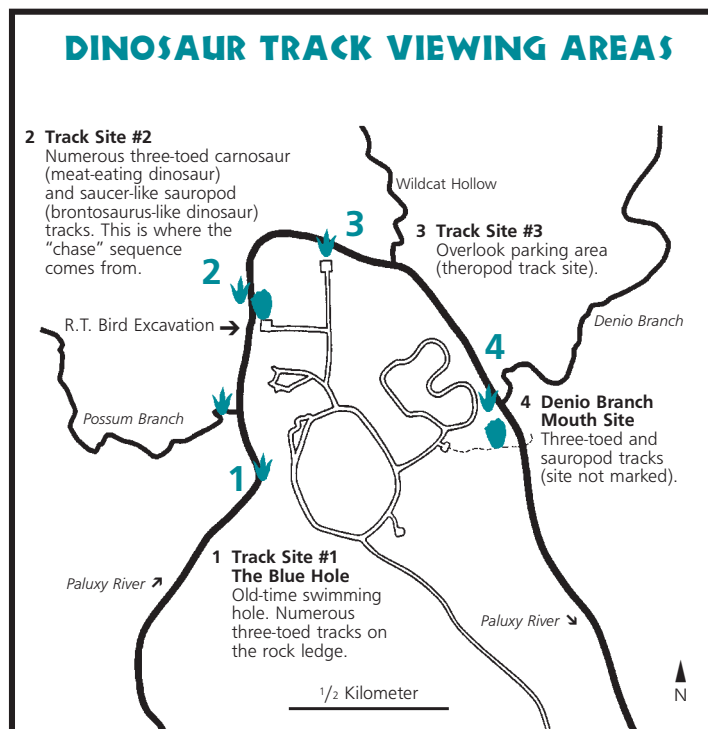 DINOSAUR TRACK VIEWING AREAS
2 Track Site #2
Numerous three-toed carnosaur
(meat-eating dinosaur)
and saucer-like sauropod
(brontosaurus-like dinosaur)
tracks. This is where the
“chase” sequence
comes from.
Wildcat Hollow
3
3 Track Site #3
Overlook parking area
(theropod track site).
2
R.T. Bird Excavation →
Denio Branch
4
4 Denio Branch
Mouth Site
Three-toed and
sauropod tracks
(site not marked).
Possum Branch
1
1 Track Site #1
The Blue Hole
Old-time swimming
hole. Numerous
three-toed tracks on
the rock ledge.
Paluxy River ↗
Paluxy River ↘
1/2 Kilometer
N